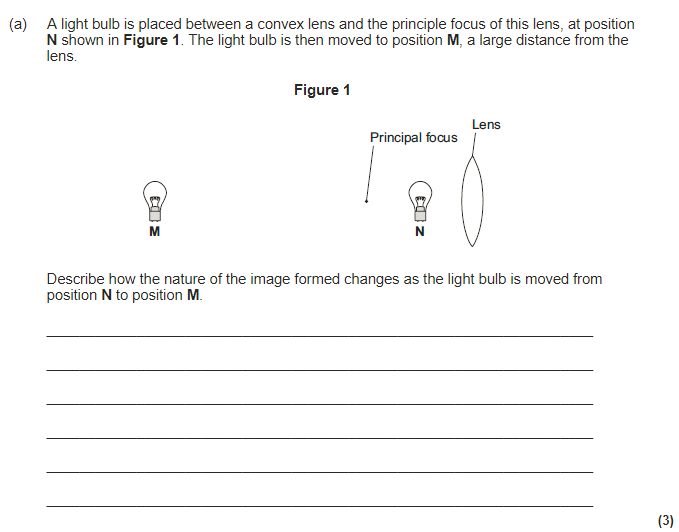 (a) A light bulb is placed between a convex lens and the principle focus of this lens, at position
N shown in Figure 1. The light bulb is then moved to position M, a large distance from the
lens.
Figure 1
Lens
Principal focus
M
N
Describe how the nature of the image formed changes as the light bulb is moved from
position N to position M.
(3)